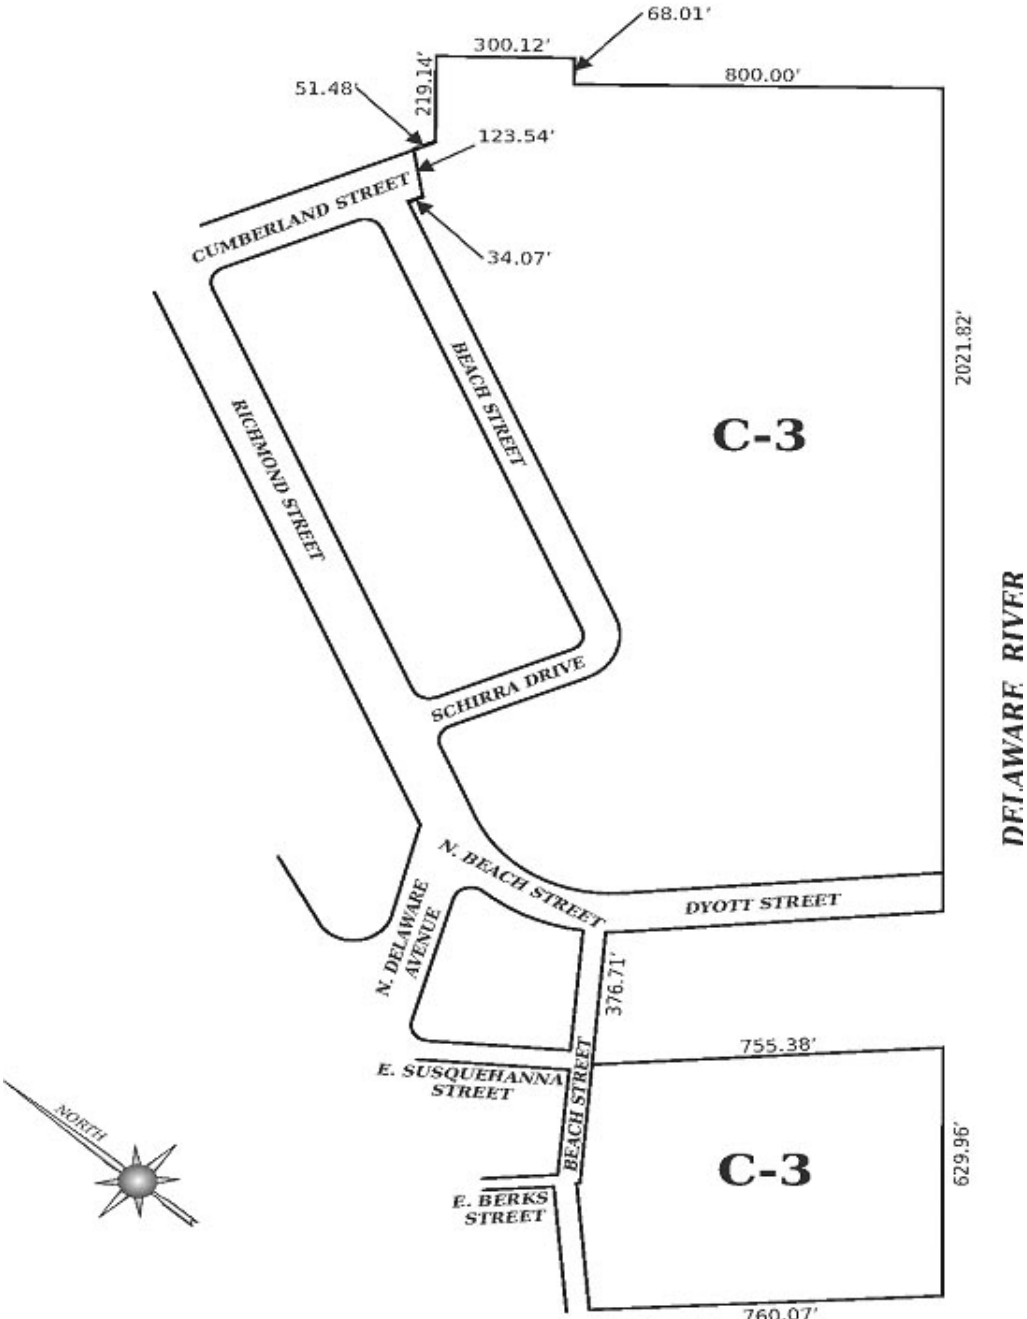 68.01'
300.12'
800.00'
51.48'
219.14'
123.54'
CUMBERLAND STREET
34.07'
2021.82'
BEACH STREET
RICHMOND STREET
C-3
DELAWARE RIVER
SCHIRRA DRIVE
N. BEACH STREET
DYOTT STREET
N. DELAWARE
AVENUE
376.71'
755.38'
E. SUSQUEHANNA
STREET
BEACH STREET
NORTH
C-3
629.96'
E. BERKS
STREET
760.07'